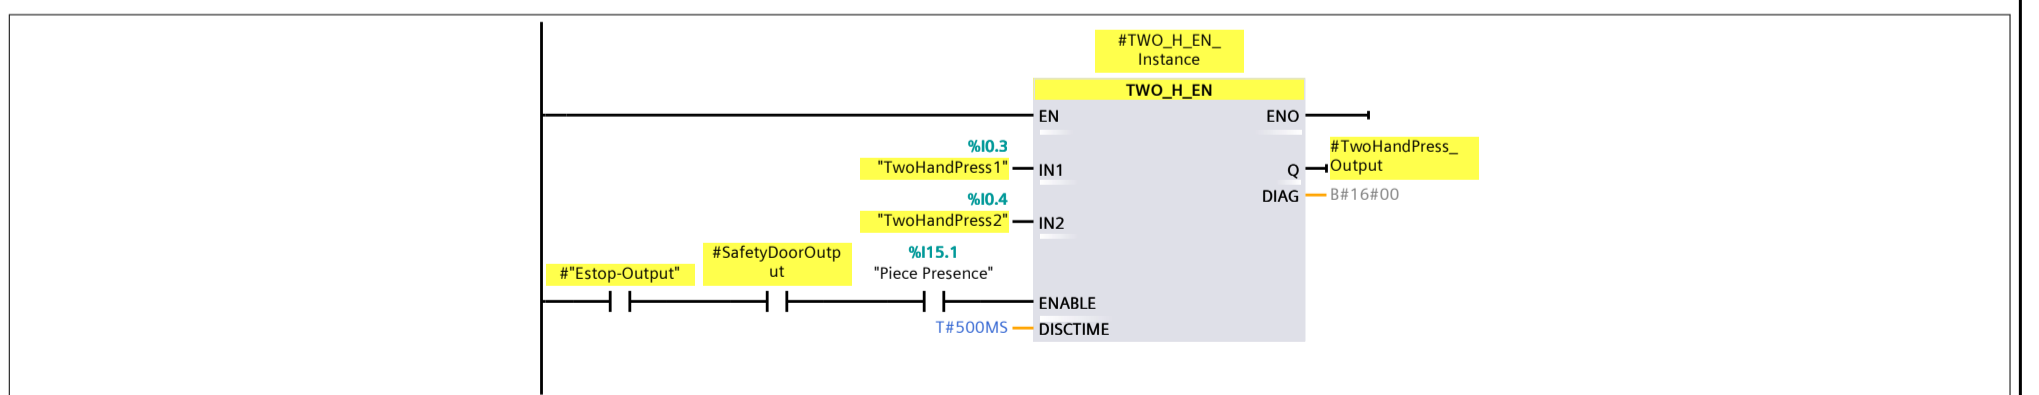 #TWO_H_EN_
Instance
TWO_H_EN
EN
ENO
%I0.3
"TwoHandPress1"
IN1
#TwoHandPress_
Output
Q
DIAG
B#16#00
%I0.4
"TwoHandPress2"
IN2
#"Estop-Output"
#SafetyDoorOutp
ut
%I15.1
"Piece Presence"
ENABLE
T#500MS
DISCTIME